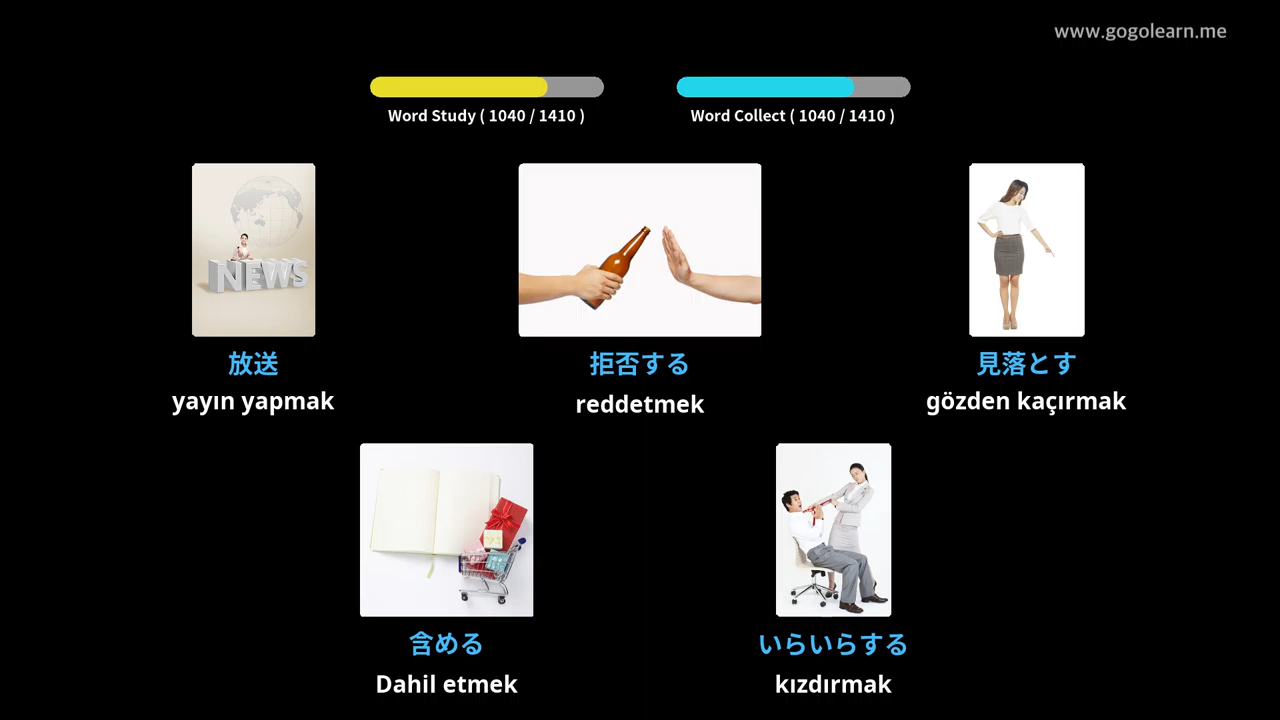 www.gogolearn.me
Word Study ( 1040 / 1410 )
Word Collect ( 1040 / 1410 )
NEWS
放送
yayın yapmak
拒否する
reddetmek
見落とす
gözden kaçırmak
含める
Dahil etmek
いらいらする
kızdırmak